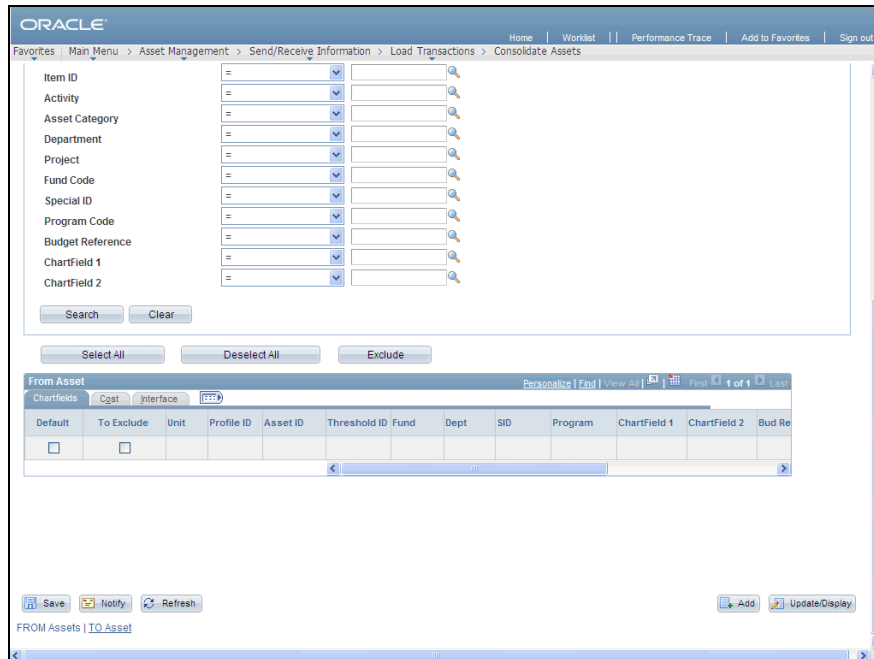 ORACLE
Home | Worklist | | Performance Trace | Add to Favorites | Sign out
Favorites | Main Menu > Asset Management > Send/Receive Information > Load Transactions > Consolidate Assets
Item ID =
Activity =
Asset Category =
Department =
Project =
Fund Code =
Special ID =
Program Code =
Budget Reference =
ChartField 1 =
ChartField 2 =
Search Clear
Select All Deselect All Exclude
From Asset Personalize | Find | View All | | First 1 of 1 Last
Chartfields Cost Interface
Default To Exclude Unit Profile ID Asset ID Threshold ID Fund Dept SID Program ChartField 1 ChartField 2 Bud Re
Save Notify Refresh Add Update/Display
FROM Assets | TO Asset